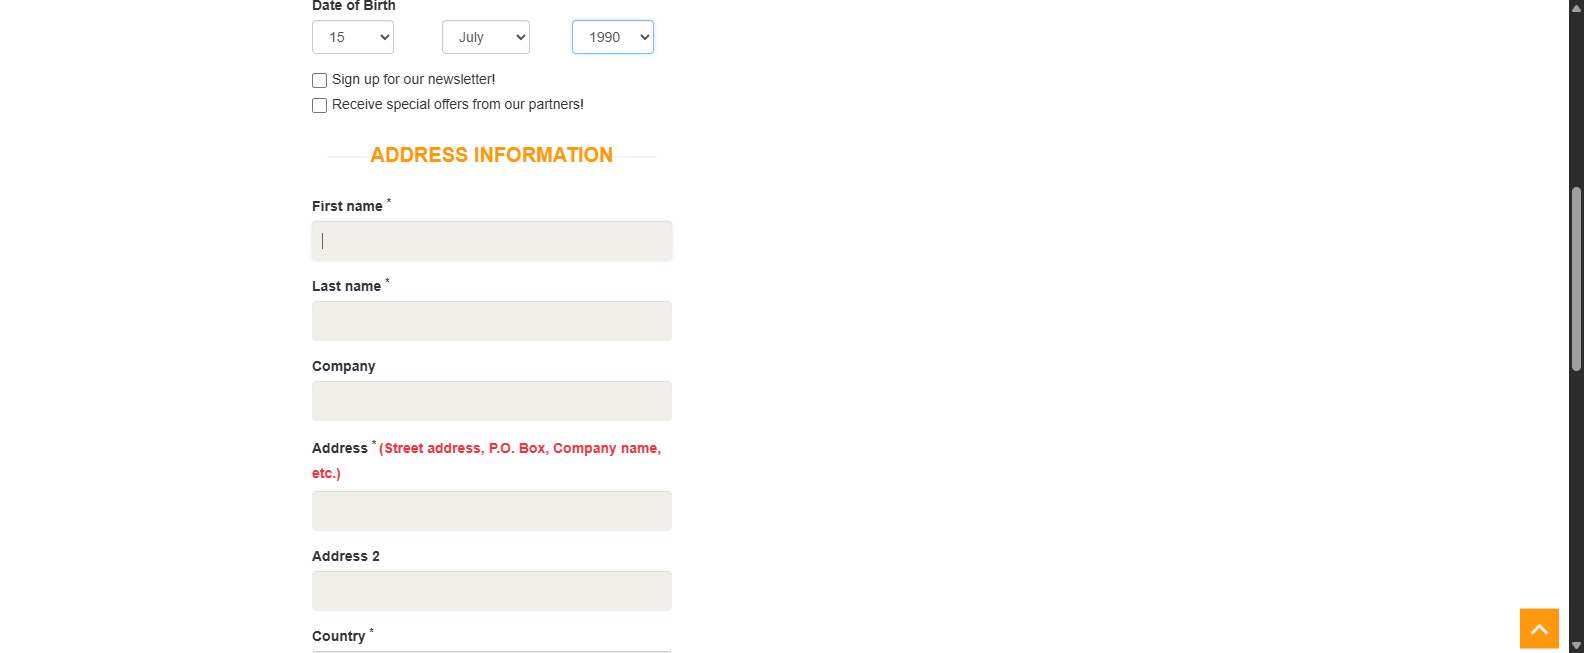 Date of Birth
15 July 1990
Sign up for our newsletter!
Receive special offers from our partners!
ADDRESS INFORMATION
First name *
Last name *
Company
Address * (Street address, P.O. Box, Company name,
etc.)
Address 2
Country *